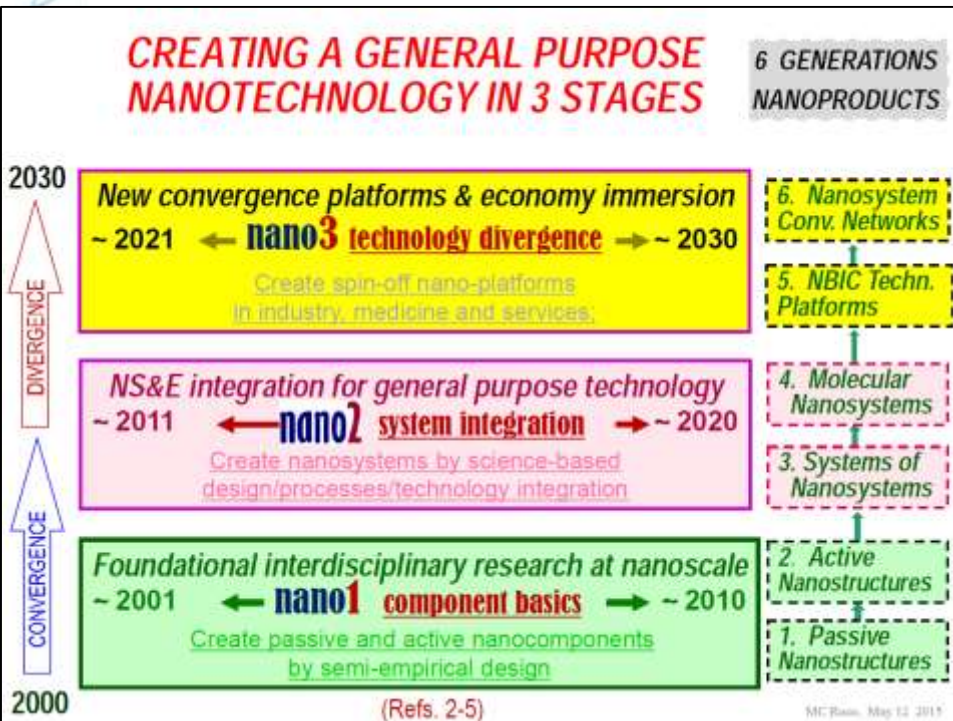 CREATING A GENERAL PURPOSE
NANOTECHNOLOGY IN 3 STAGES
6 GENERATIONS
NANOPRODUCTS
2030
DIVERGENCE
CONVERGENCE
2000
New convergence platforms & economy immersion
~ 2021 nano3 technology divergence ~ 2030
Create spin-off nano-platforms
in industry, medicine and services;
NS&E integration for general purpose technology
~ 2011 nano2 system integration ~ 2020
Create nanosystems by science-based
design/processes/technology integration
Foundational interdisciplinary research at nanoscale
~ 2001 nano1 component basics ~ 2010
Create passive and active nanocomponents
by semi-empirical design
(Refs. 2-5)
6. Nanosystem
Conv. Networks
5. NBIC Techn.
Platforms
4. Molecular
Nanosystems
3. Systems of
Nanosystems
2. Active
Nanostructures
1. Passive
Nanostructures
May 12 2015